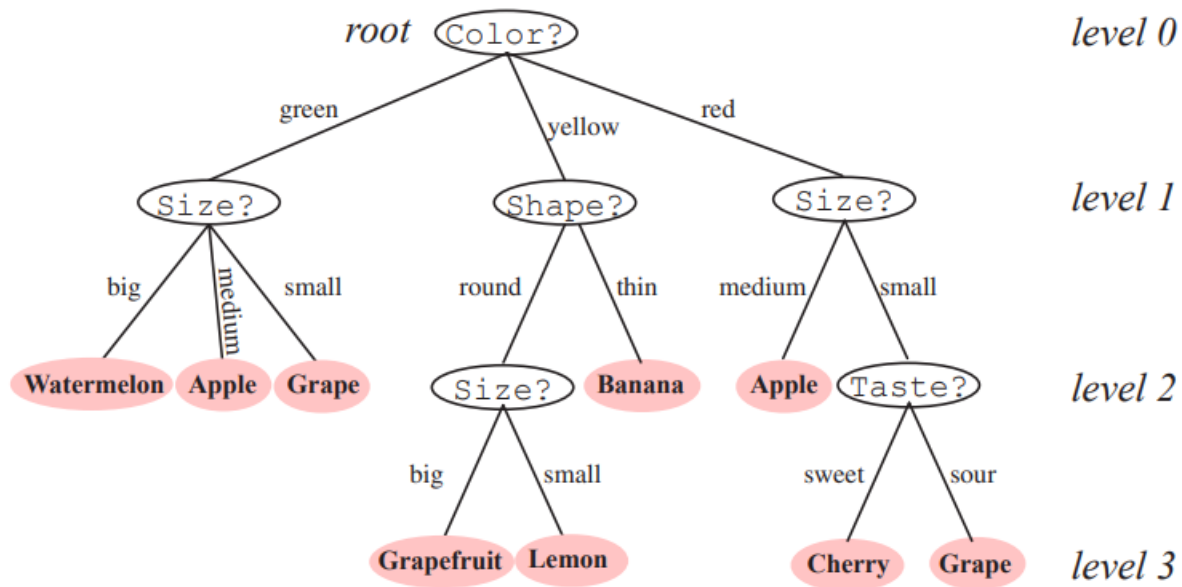 root Color? level 0
green yellow red
Size? Shape? Size? level 1
big medium small round thin medium small
Watermelon Apple Grape Size? Banana Apple Taste? level 2
big small sweet sour
Grapefruit Lemon Cherry Grape level 3